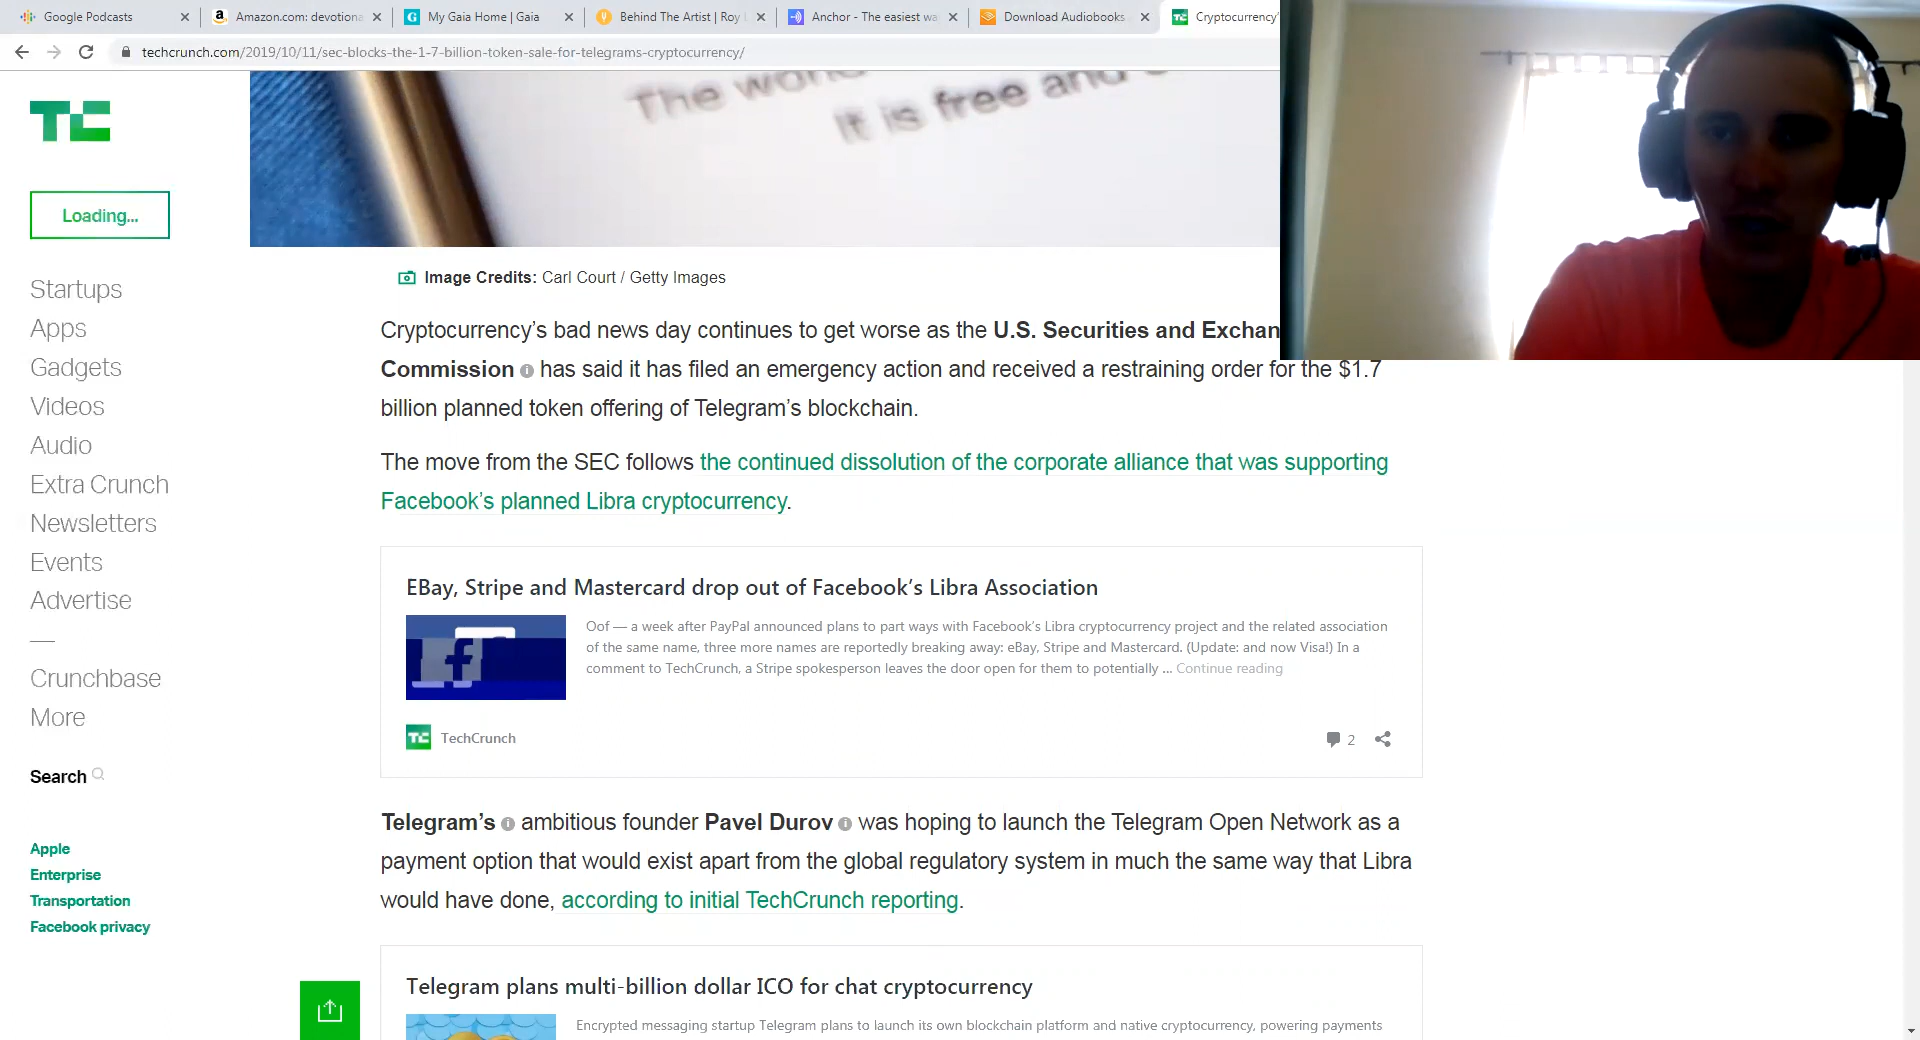 Google Podcasts
Amazon.com: devotiona
My Gaia Home | Gaia
Behind The Artist | Roy
Anchor - The easiest wa
Download Audiobooks
Cryptocurrency'
techcrunch.com/2019/10/11/sec-blocks-the-1-7-billion-token-sale-for-telegrams-cryptocurrency/
TC
Loading...
Startups
Apps
Gadgets
Videos
Audio
Extra Crunch
Newsletters
Events
Advertise
Crunchbase
More
Search
Apple
Enterprise
Transportation
Facebook privacy
The
It is free and
Image Credits: Carl Court / Getty Images
Cryptocurrency’s bad news day continues to get worse as the U.S. Securities and Exchan
Commission has said it has filed an emergency action and received a restraining order for the $1.7
billion planned token offering of Telegram’s blockchain.
The move from the SEC follows the continued dissolution of the corporate alliance that was supporting
Facebook’s planned Libra cryptocurrency.
EBay, Stripe and Mastercard drop out of Facebook’s Libra Association
Oof — a week after PayPal announced plans to part ways with Facebook’s Libra cryptocurrency project and the related association
of the same name, three more names are reportedly breaking away: eBay, Stripe and Mastercard. (Update: and now Visa!) In a
comment to TechCrunch, a Stripe spokesperson leaves the door open for them to potentially ... Continue reading
TC TechCrunch
2
Telegram’s ambitious founder Pavel Durov was hoping to launch the Telegram Open Network as a
payment option that would exist apart from the global regulatory system in much the same way that Libra
would have done, according to initial TechCrunch reporting.
Telegram plans multi-billion dollar ICO for chat cryptocurrency
Encrypted messaging startup Telegram plans to launch its own blockchain platform and native cryptocurrency, powering payments